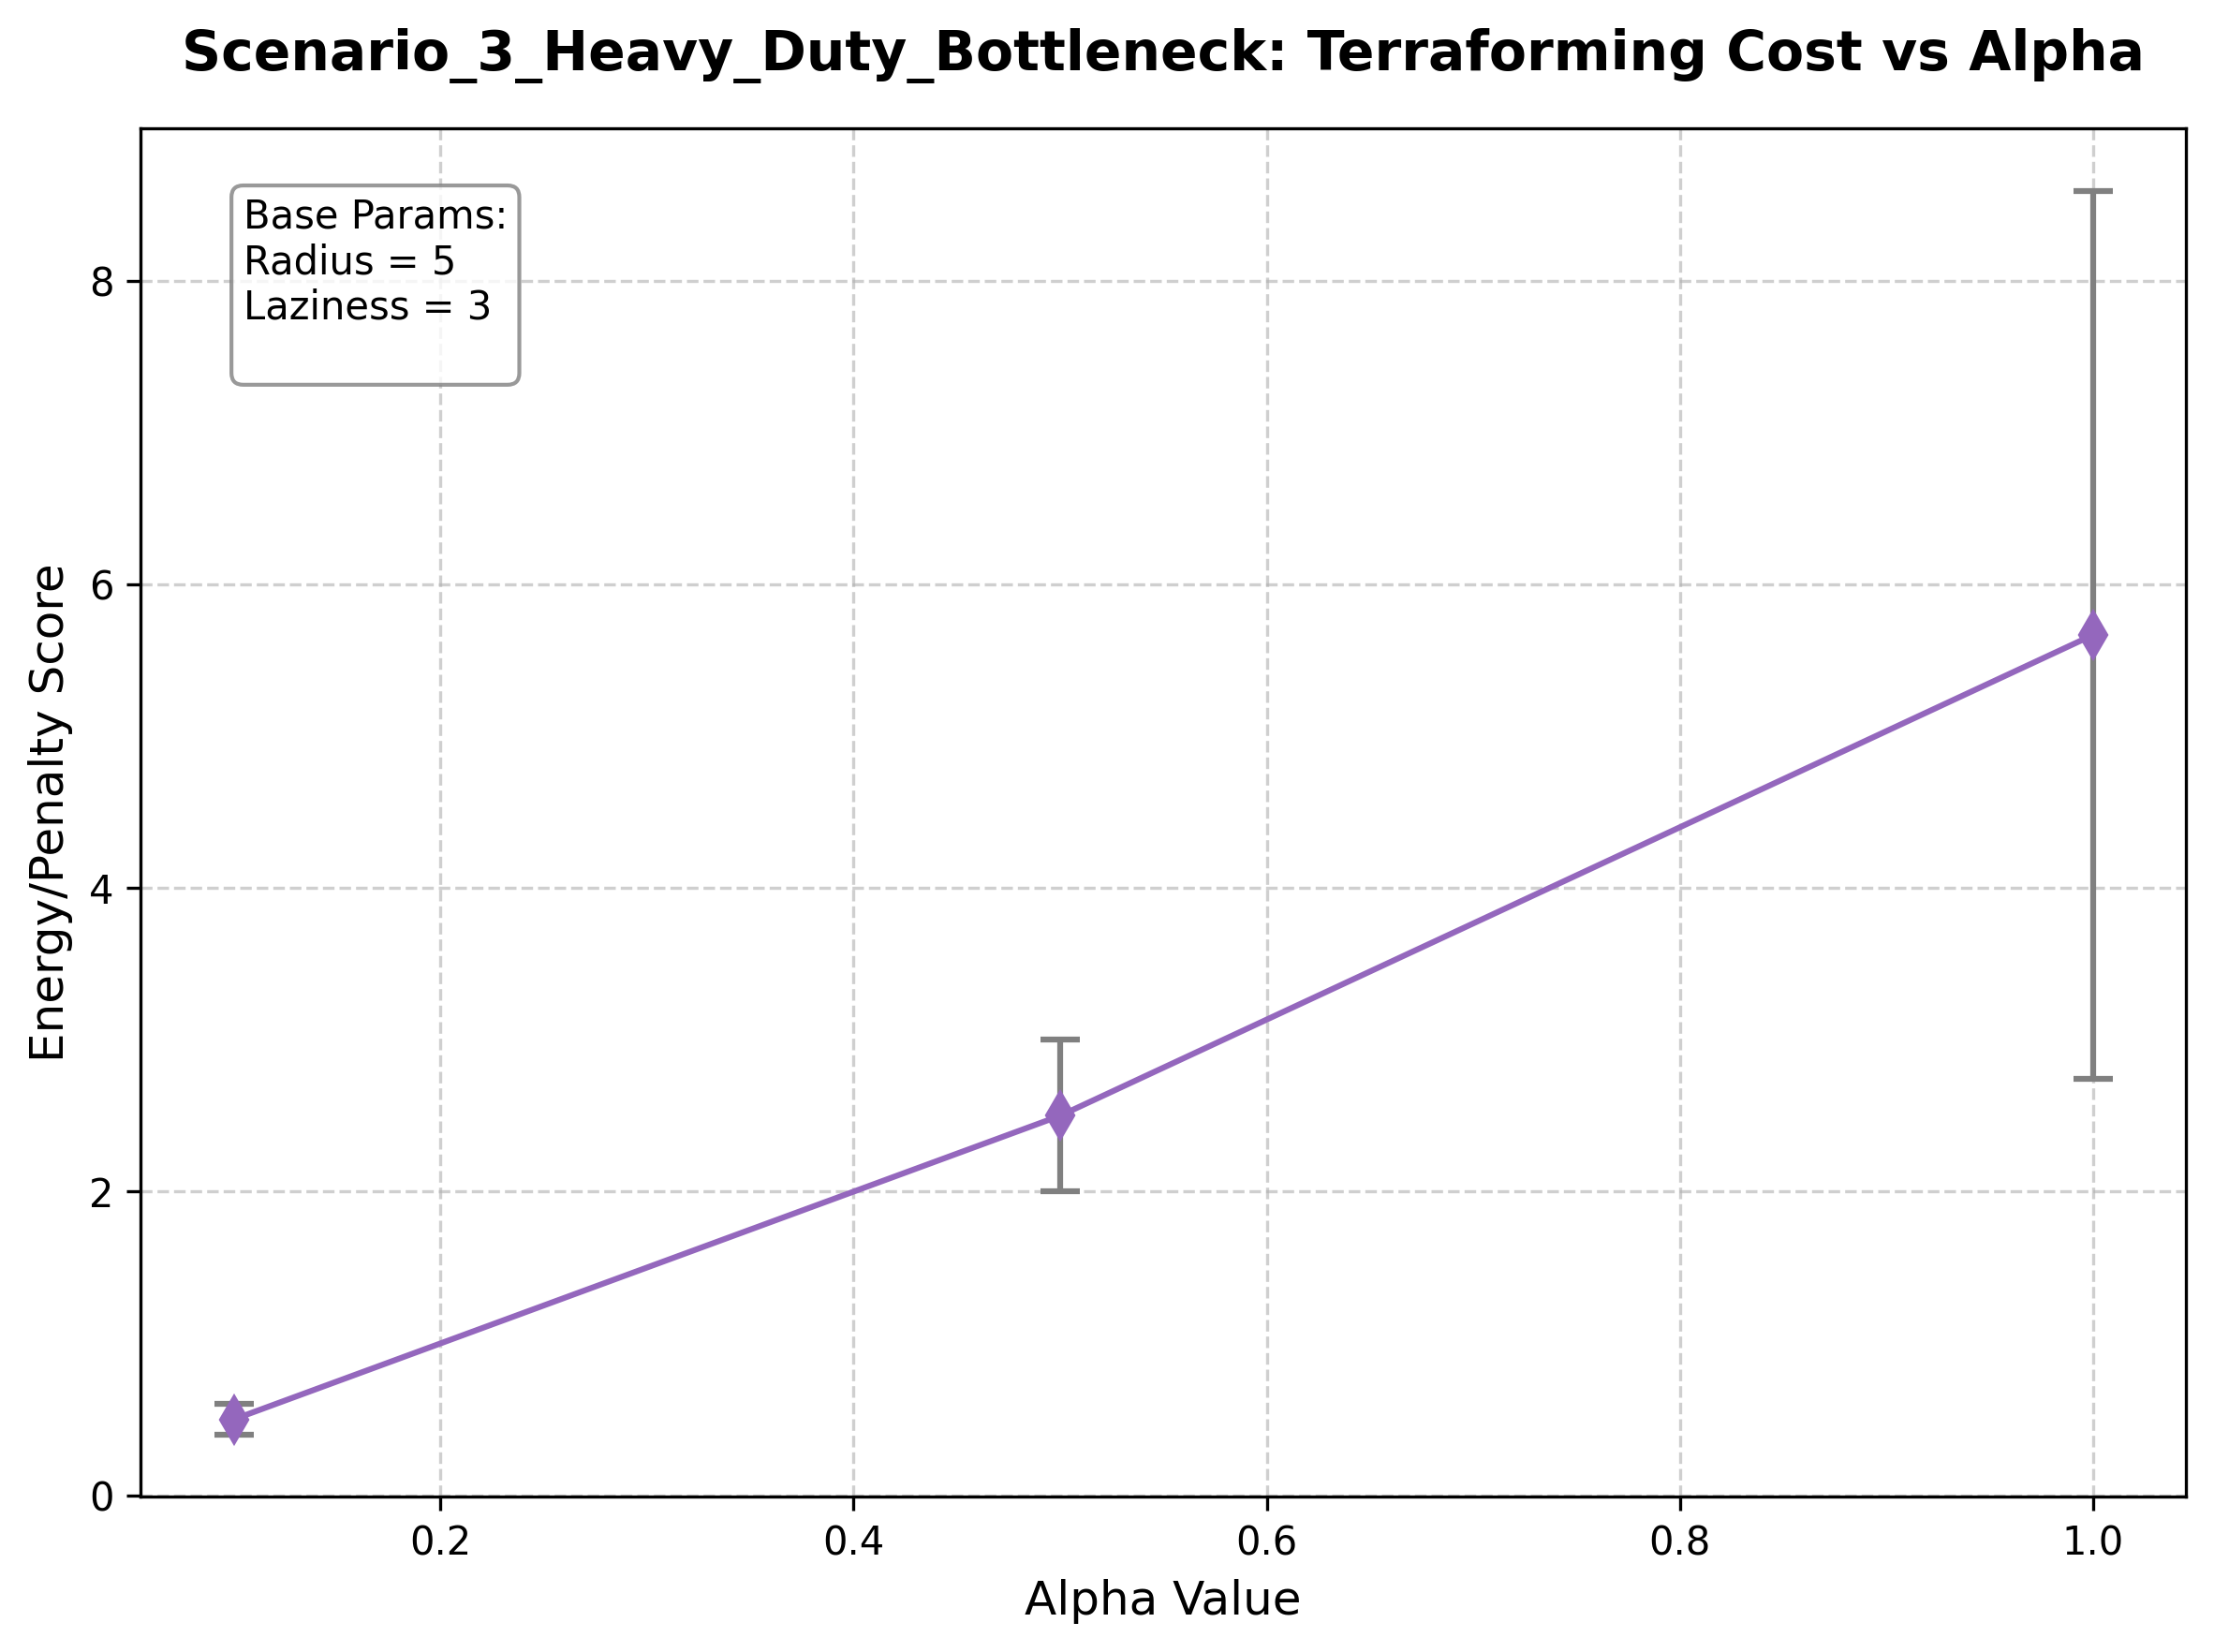 Scenario_3_Heavy_Duty_Bottleneck: Terraforming Cost vs Alpha
Base Params:
Radius = 5
Laziness = 3
Energy/Penalty Score
8
6
4
2
0
0.2
0.4
0.6
0.8
1.0
Alpha Value